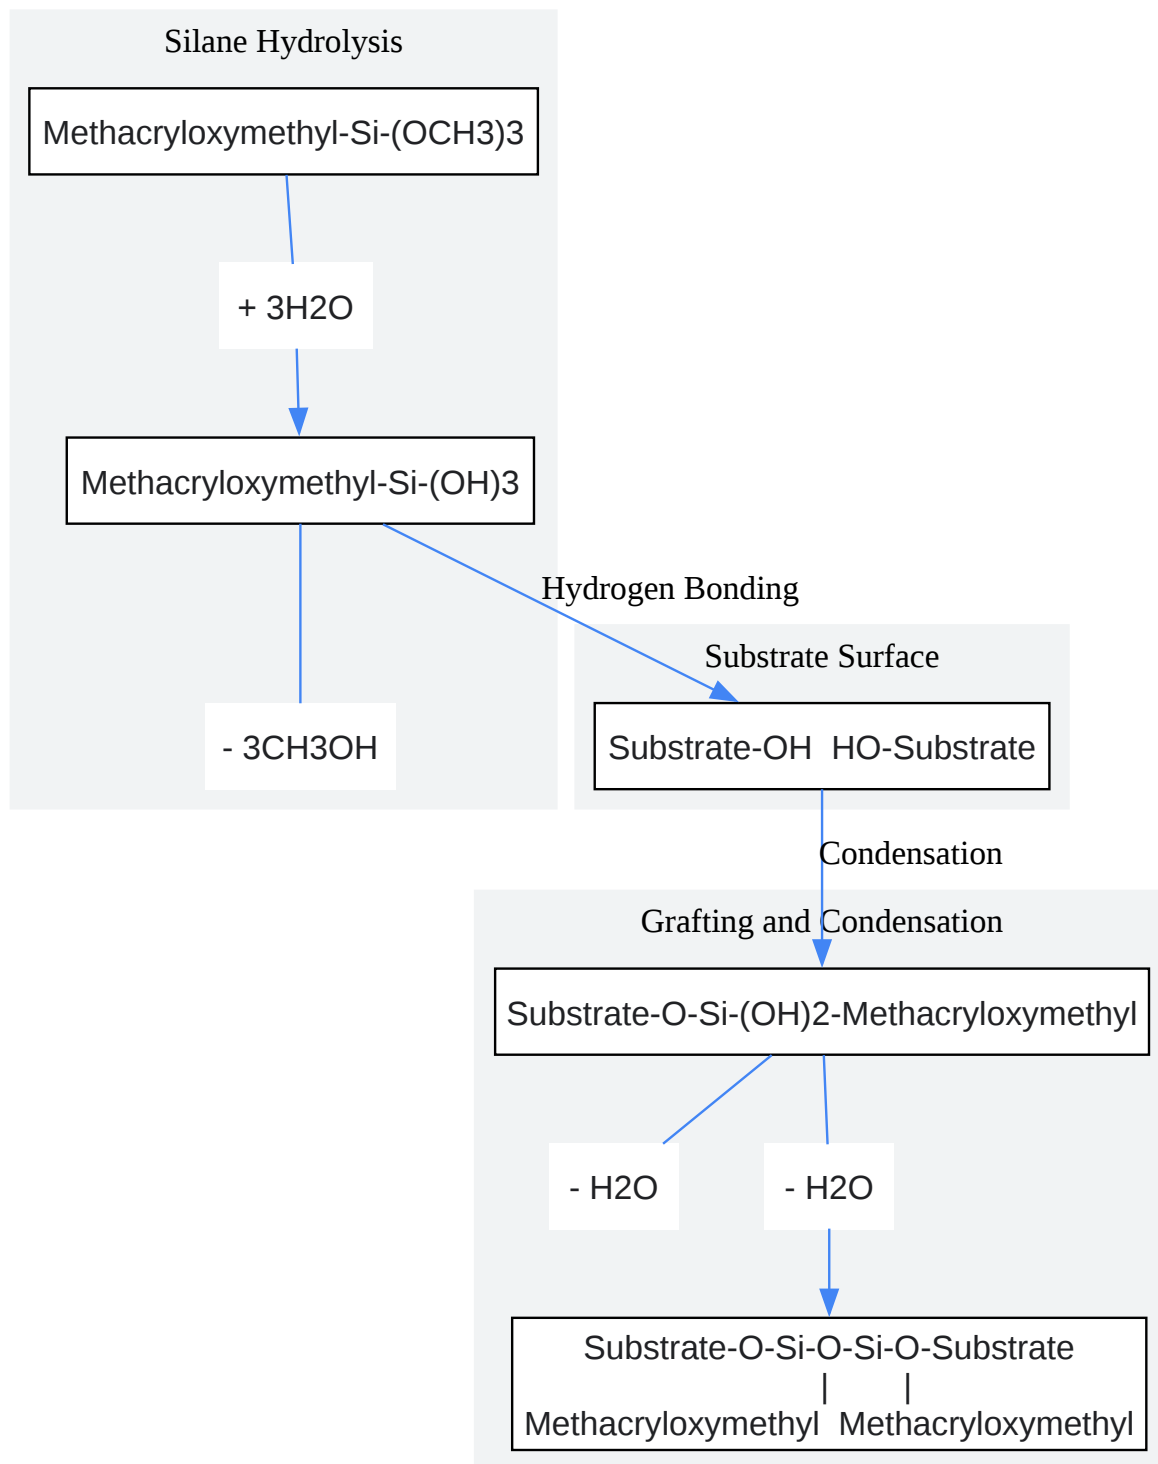 Silane Hydrolysis
Methacryloxymethyl-Si-(OCH3)3
+ 3H2O
Methacryloxymethyl-Si-(OH)3
Hydrogen Bonding
Substrate Surface
- 3CH3OH
Substrate-OH  HO-Substrate
Condensation
Grafting and Condensation
Substrate-O-Si-(OH)2-Methacryloxymethyl
- H2O
- H2O
Substrate-O-Si-O-Si-O-Substrate
|        |
Methacryloxymethyl  Methacryloxymethyl